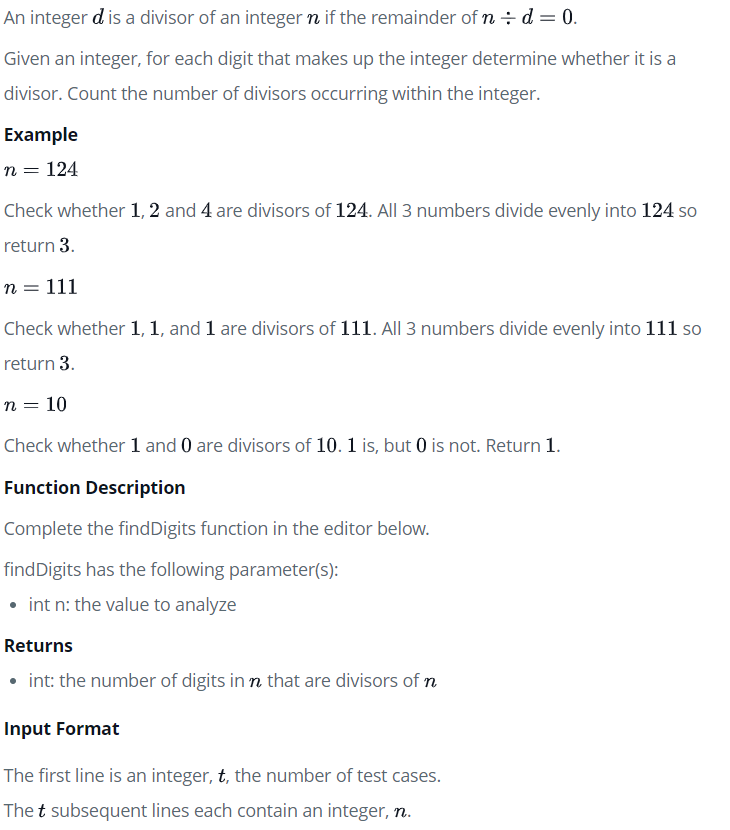 An integer d is a divisor of an integer n if the remainder of n ÷ d = 0.
Given an integer, for each digit that makes up the integer determine whether it is a
divisor. Count the number of divisors occurring within the integer.
Example
n = 124
Check whether 1, 2 and 4 are divisors of 124. All 3 numbers divide evenly into 124 so
return 3.
n = 111
Check whether 1, 1, and 1 are divisors of 111. All 3 numbers divide evenly into 111 so
return 3.
n = 10
Check whether 1 and 0 are divisors of 10. 1 is, but 0 is not. Return 1.
Function Description
Complete the findDigits function in the editor below.
findDigits has the following parameter(s):
• int n: the value to analyze
Returns
• int: the number of digits in n that are divisors of n
Input Format
The first line is an integer, t, the number of test cases.
The t subsequent lines each contain an integer, n.